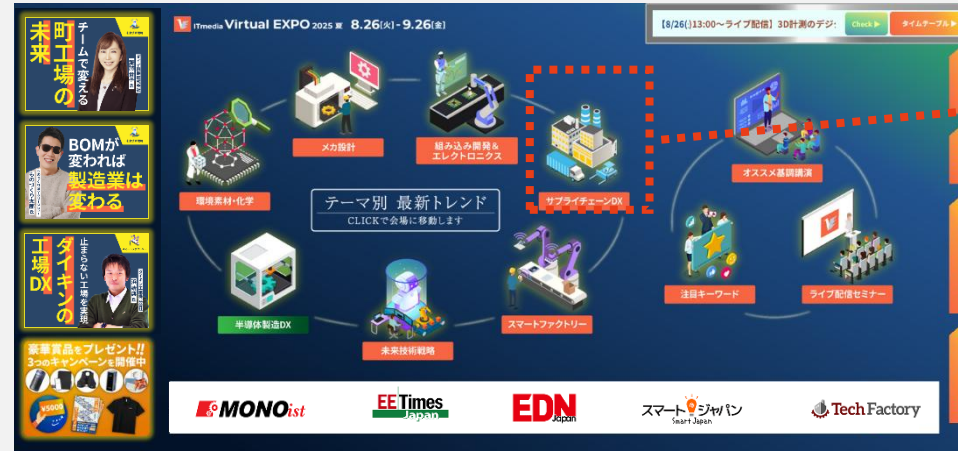 ITmedia Virtual EXPO 2025 夏 8.26[火]-9.26[金]
【8/26(
)13:00～ライブ配信】3D計測のデジ
Check ▶
タイムテーブル ▶
チームで変える
町工場の
未来
BOMが
変われば
製造業は
変わる
止まらない工場を実現
ダイキンの
工場DX
豪華賞品をプレゼント!!
3つのキャンペーンを開催中
¥5000
メカ設計
組み込み開発&
エレクトロニクス
環境素材・化学
サプライチェーンDX
テーマ別 最新トレンド
CLICKで会場に移動します
半導体製造DX
未来技術戦略
スマートファクトリー
オススメ基調講演
注目キーワード
ライブ配信セミナー
MONOist
EE Times
Japan
EDN
Japan
スマートジャパン
Smart Japan
TechFactory